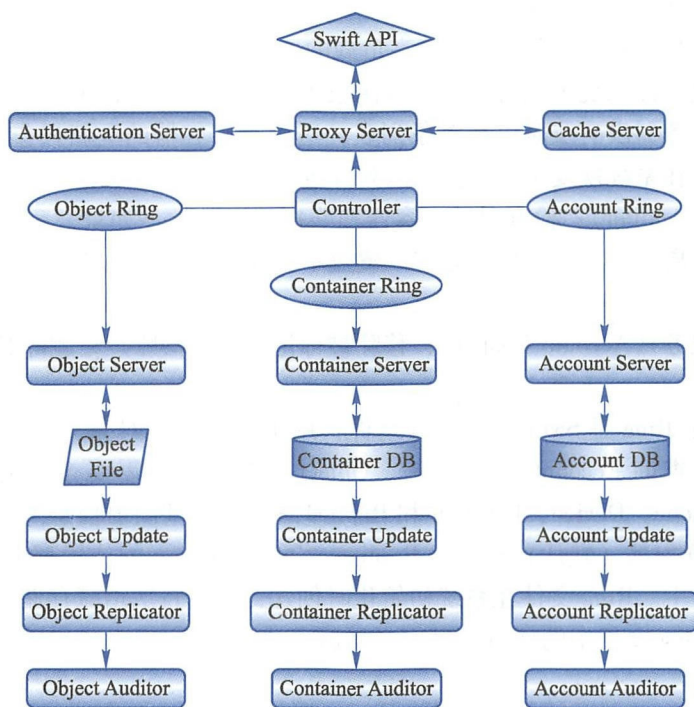 Swift API
Authentication Server
Proxy Server
Cache Server
Object Ring
Controller
Account Ring
Container Ring
Object Server
Container Server
Account Server
Object
File
Container DB
Account DB
Object Update
Container Update
Account Update
Object Replicator
Container Replicator
Account Replicator
Object Auditor
Container Auditor
Account Auditor